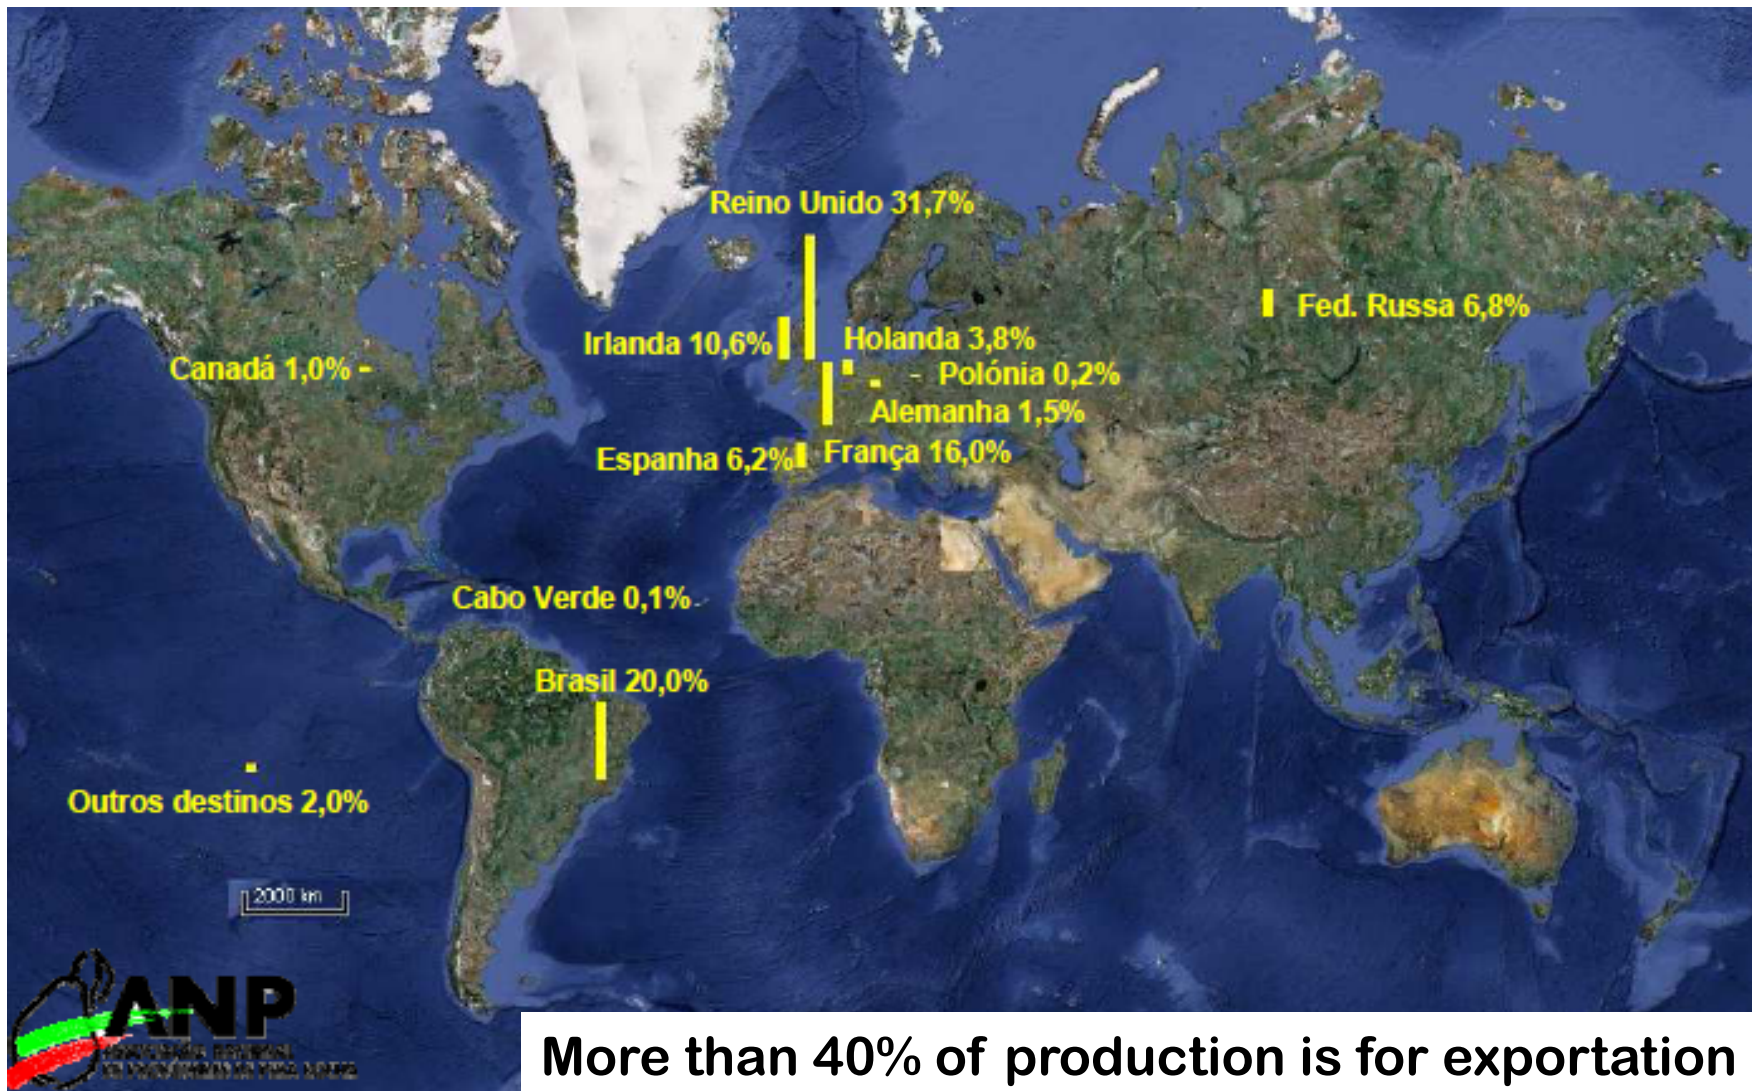 Reino Unido 31,7%
Fed. Russa 6,8%
Irlanda 10,6%
Holanda 3,8%
Canadá 1,0%
Polónia 0,2%
Alemanha 1,5%
Espanha 6,2%
França 16,0%
Cabo Verde 0,1%
Brasil 20,0%
Outros destinos 2,0%
2000 km
ANP
More than 40% of production is for exportation